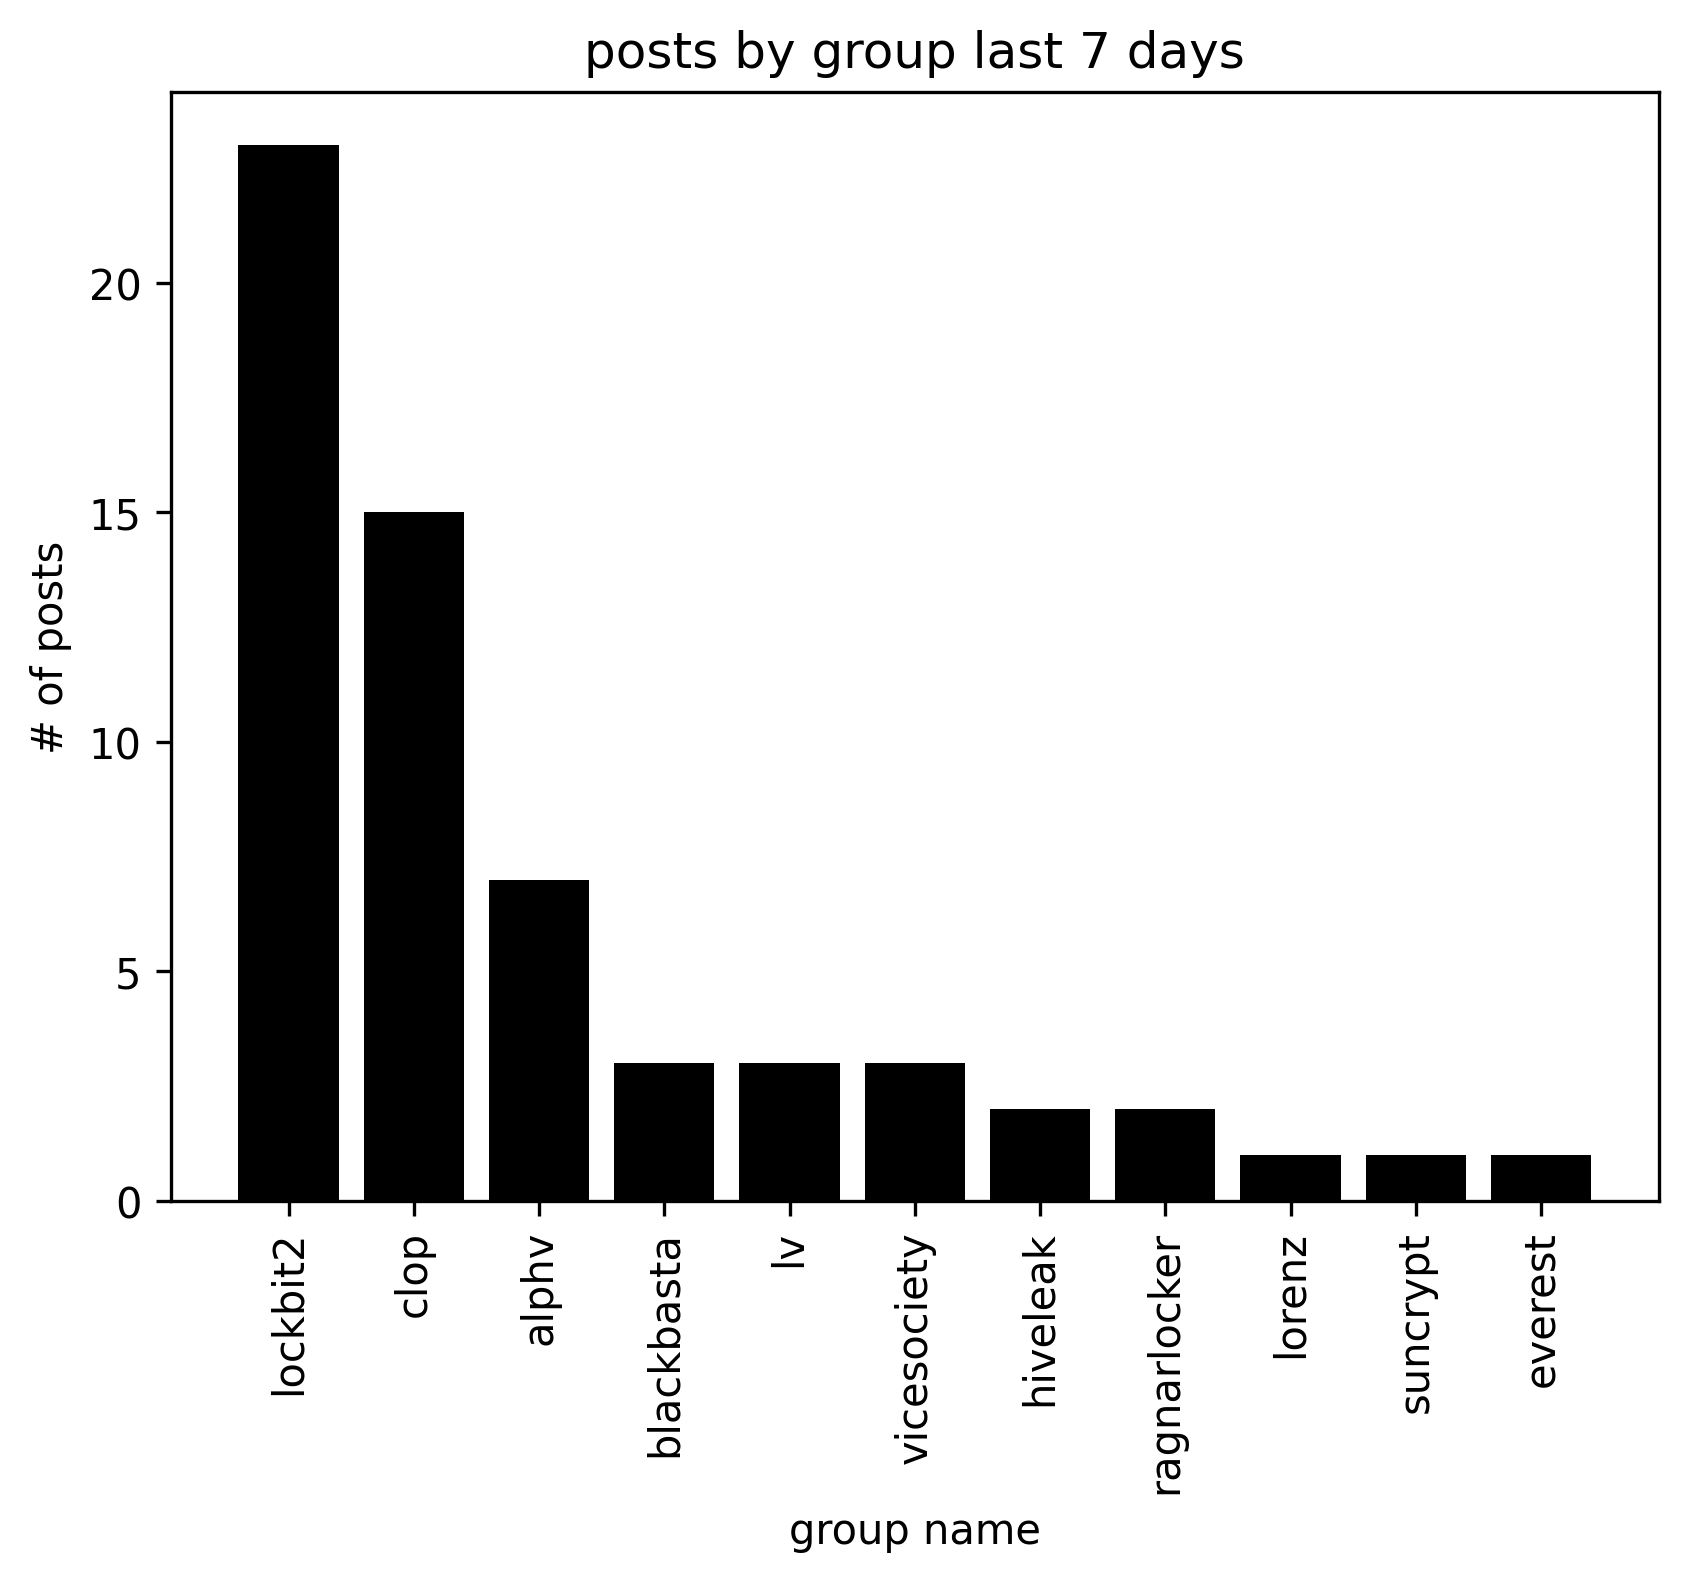 posts by group last 7 days
# of posts
20
15
10
5
0
lockbit2
clop
alphv
blackbasta
lv
vicesociety
hiveleak
ragnarlocker
lorenz
suncrypt
everest
group name